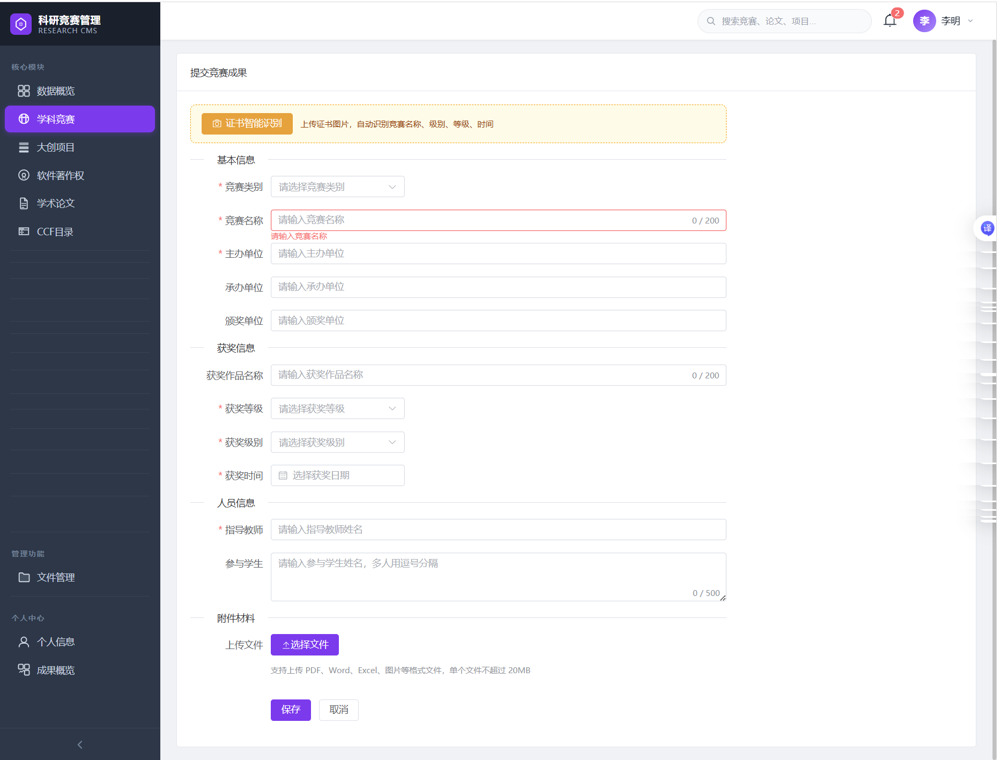 科研竞赛管理
RESEARCH CMS
搜索竞赛、论文、项目...
2
李
李明
核心模块
数据概览
学科竞赛
大创项目
软件著作权
学术论文
CCF目录
管理功能
文件管理
个人中心
个人信息
成果概览
提交竞赛成果
证书智能识别
上传证书图片，自动识别竞赛名称、级别、等级、时间
基本信息
* 竞赛类别
请选择竞赛类别
* 竞赛名称
请输入竞赛名称
0 / 200
请输入竞赛名称
* 主办单位
请输入主办单位
承办单位
请输入承办单位
颁奖单位
请输入颁奖单位
获奖信息
获奖作品名称
请输入获奖作品名称
0 / 200
* 获奖等级
请选择获奖等级
* 获奖级别
请选择获奖级别
* 获奖时间
选择获奖日期
人员信息
* 指导教师
请输入指导教师姓名
参与学生
请输入参与学生姓名，多人用逗号分隔
0 / 500
附件材料
上传文件
选择文件
支持上传 PDF、Word、Excel、图片等格式文件，单个文件不超过 20MB
保存
取消
译